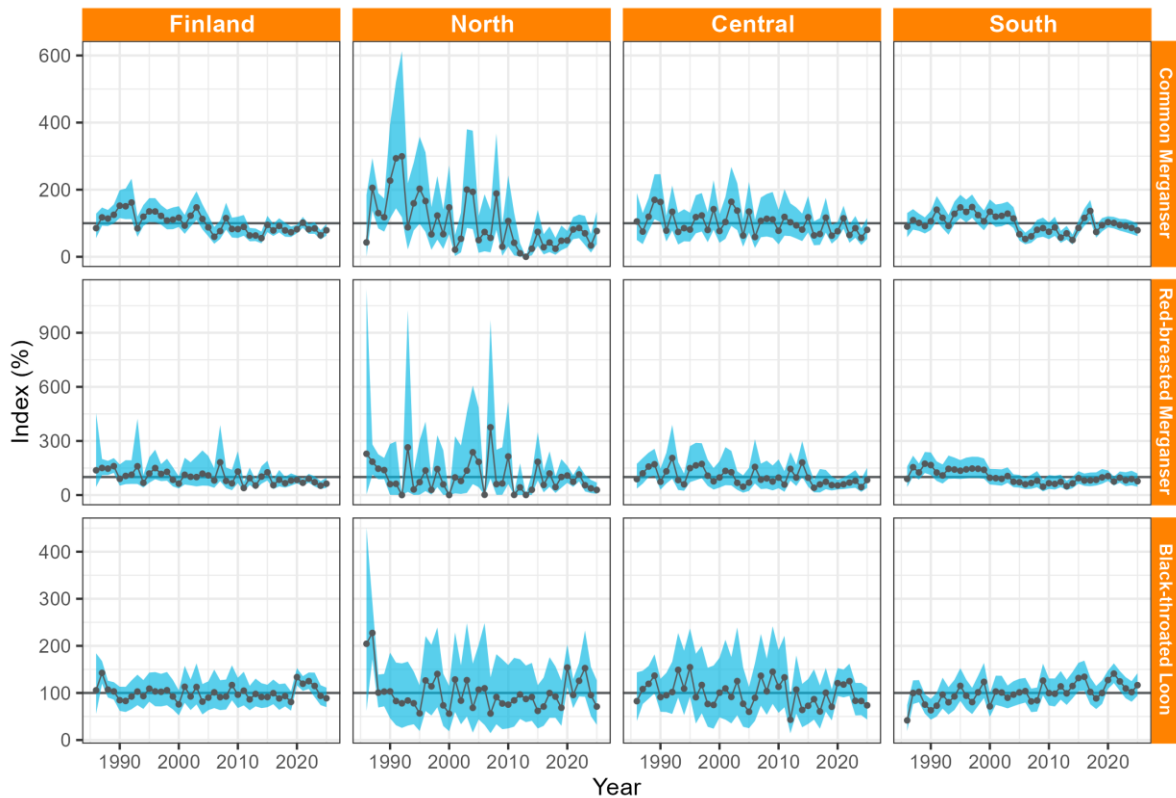 Finland North Central South
600
400
200
0
Common Merganser
900
600
300
0
Red-breasted Merganser
400
300
200
100
0
Black-throated Loon
Index (%)
1990 2000 2010 2020 1990 2000 2010 2020 1990 2000 2010 2020 1990 2000 2010 2020
Year